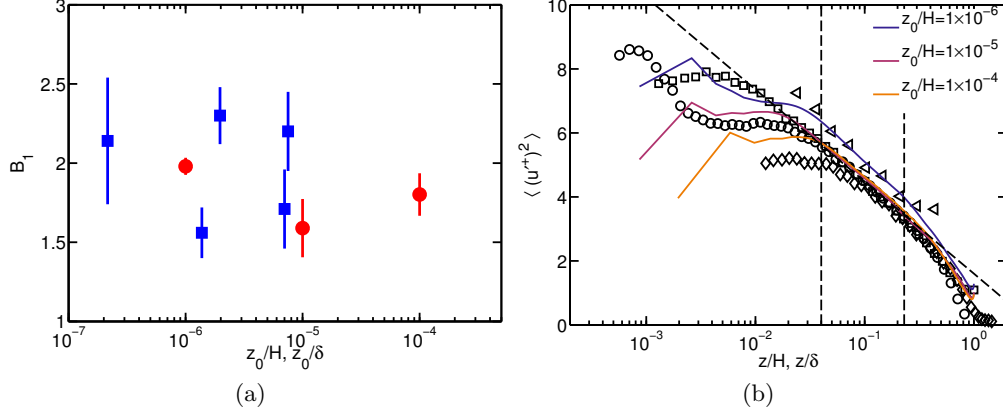 3
2.5
2
1.5
1
B₁
10⁻⁷
10⁻⁶
10⁻⁵
10⁻⁴
z₀/H, z₀/δ
(a)
10
8
6
4
2
0
⟨ (u′⁺)² ⟩
z₀/H=1×10⁻⁶
z₀/H=1×10⁻⁵
z₀/H=1×10⁻⁴
10⁻³
10⁻²
10⁻¹
10⁰
z/H, z/δ
(b)